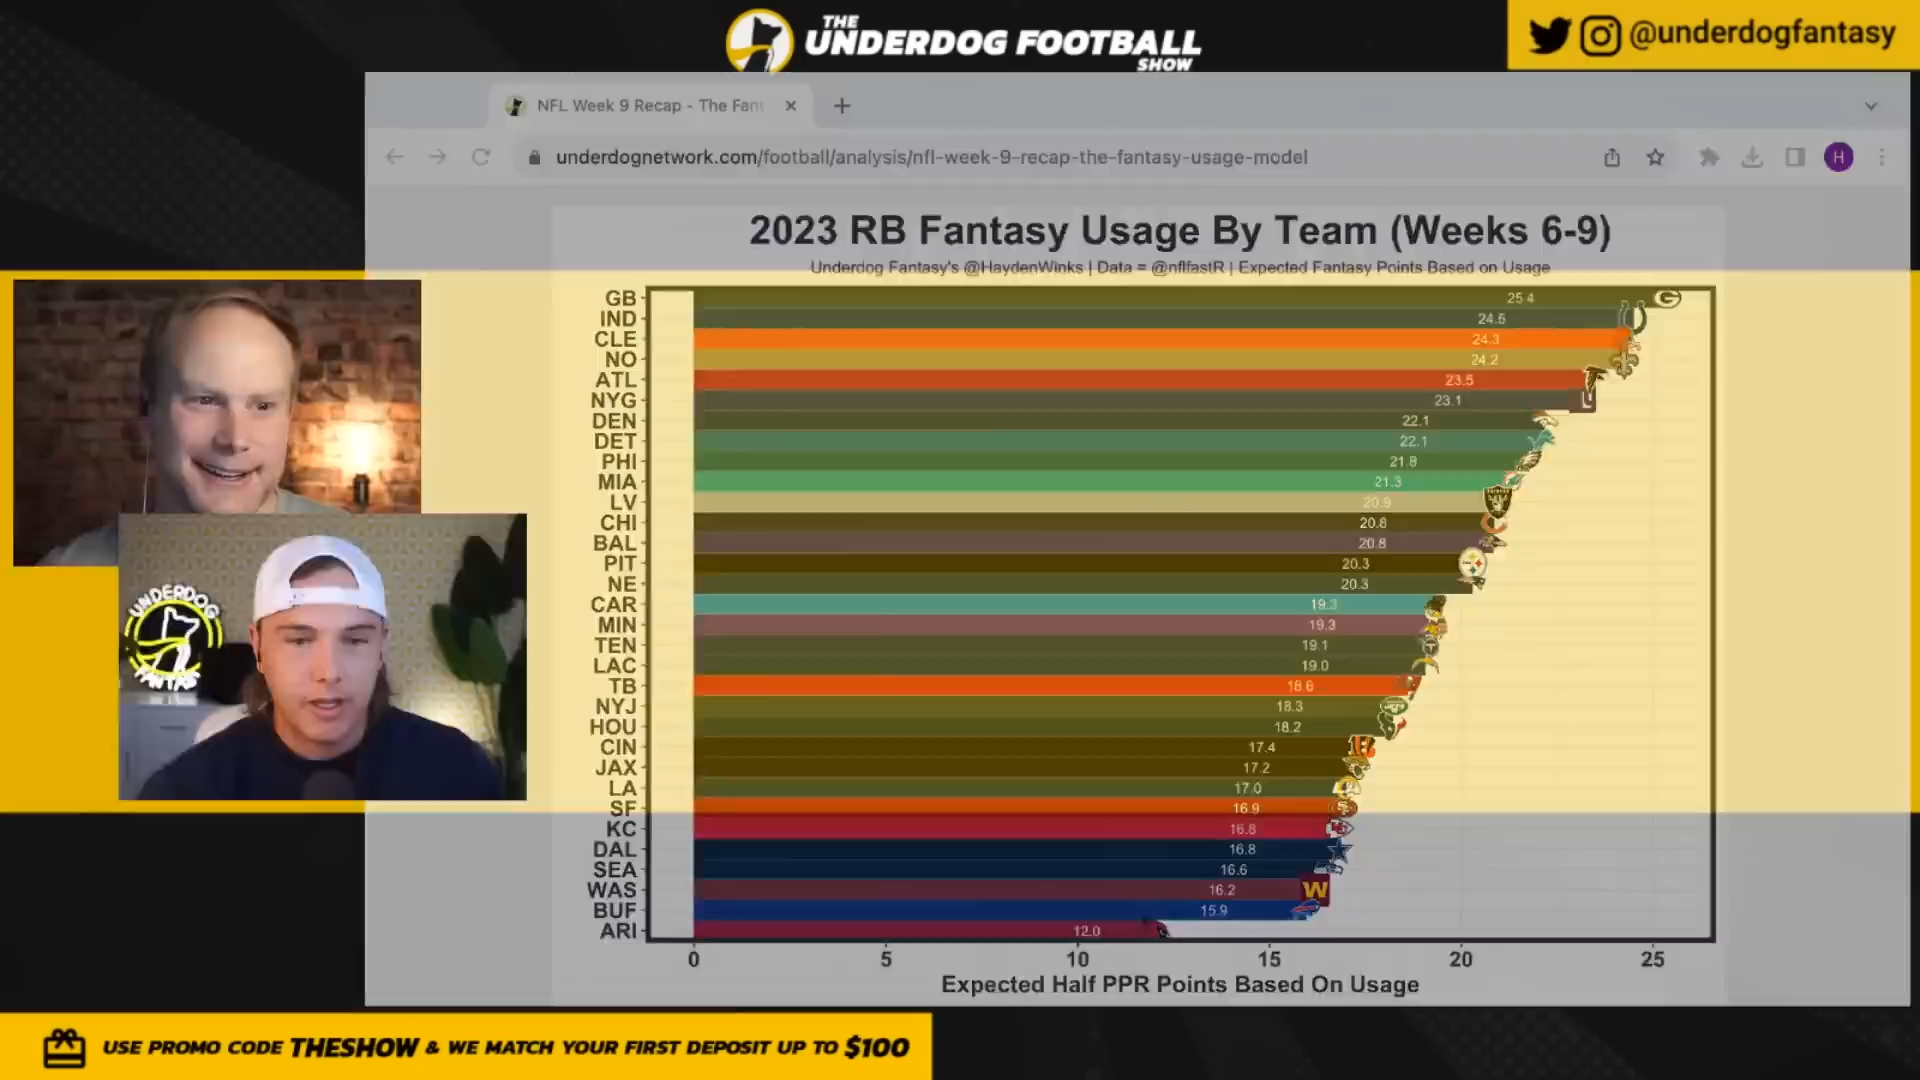 THE
UNDERDOG FOOTBALL
SHOW
@underdogfantasy
NFL Week 9 Recap - The Fant
underdognetwork.com/football/analysis/nfl-week-9-recap-the-fantasy-usage-model
H
2023 RB Fantasy Usage By Team (Weeks 6-9)
Underdog Fantasy's @HaydenWinks | Data = @nflfastR | Expected Fantasy Points Based on Usage
GB 25.4
IND 24.6
CLE 24.3
NO 24.2
ATL 23.5
NYG 23.1
DEN 22.1
DET 22.1
PHI 21.8
MIA 21.3
LV 20.9
CHI 20.8
BAL 20.8
PIT 20.3
NE 20.3
CAR 19.3
MIN 19.3
TEN 19.1
LAC 19.0
TB 18.6
NYJ 18.3
HOU 18.2
CIN 17.4
JAX 17.2
LA 17.0
SF 16.9
KC 16.8
DAL 16.8
SEA 16.6
WAS 16.2 W
BUF 15.9
ARI 12.0
0 5 10 15 20 25
Expected Half PPR Points Based On Usage
UNDERDOG
FANTASY
USE PROMO CODE THESHOW & WE MATCH YOUR FIRST DEPOSIT UP TO $100